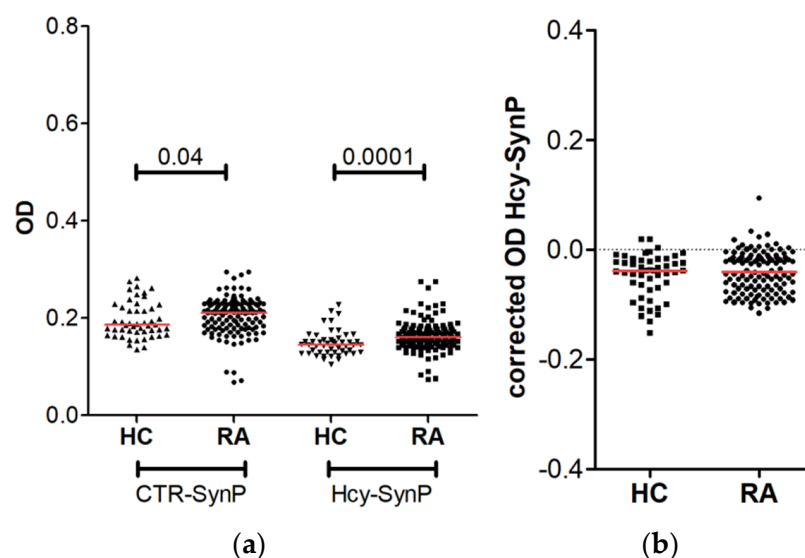 0.8
0.6
0.4
0.2
0.0
OD
0.04
0.0001
HC
RA
HC
RA
CTR-SynP
Hcy-SynP
(a)
0.4
0.2
0.0
-0.2
-0.4
corrected OD Hcy-SynP
HC
RA
(b)